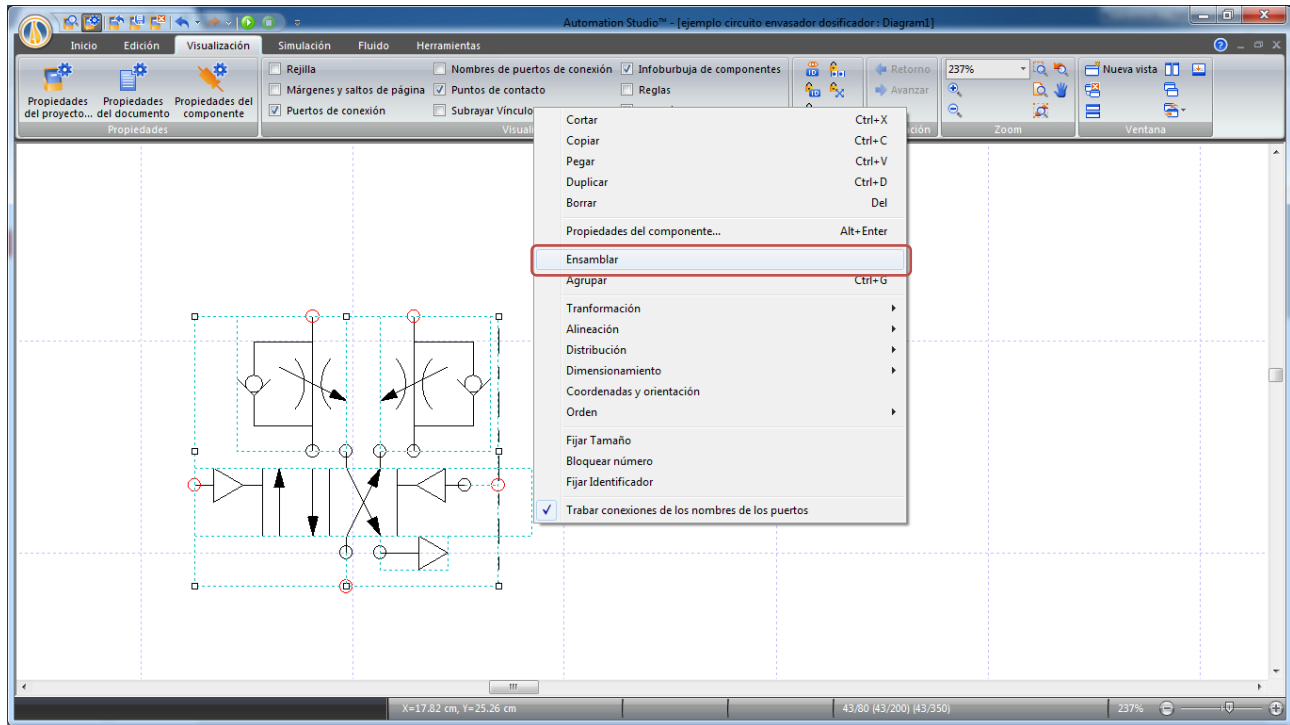 Automation Studio™ - [ejemplo circuito envasador dosificador : Diagram1]
Inicio Edición Visualización Simulación Fluido Herramientas
Rejilla
Márgenes y saltos de página
Puertos de conexión
Nombres de puertos de conexión
Puntos de contacto
Subrayar Vínculo
Infoburbuja de componentes
Reglas
Retorno
Avanzar
237%
Nueva vista
Propiedades del proyecto...
Propiedades del documento
Propiedades del componente
Propiedades
Visuali
ción
Zoom
Ventana
Cortar Ctrl+X
Copiar Ctrl+C
Pegar Ctrl+V
Duplicar Ctrl+D
Borrar Del
Propiedades del componente... Alt+Enter
Ensamblar
Agrupar Ctrl+G
Tranformación
Alineación
Distribución
Dimensionamiento
Coordenadas y orientación
Orden
Fijar Tamaño
Bloquear número
Fijar Identificador
Trabar conexiones de los nombres de los puertos
X=17.82 cm, Y=25.26 cm
43/80 (43/200) (43/350)
237%